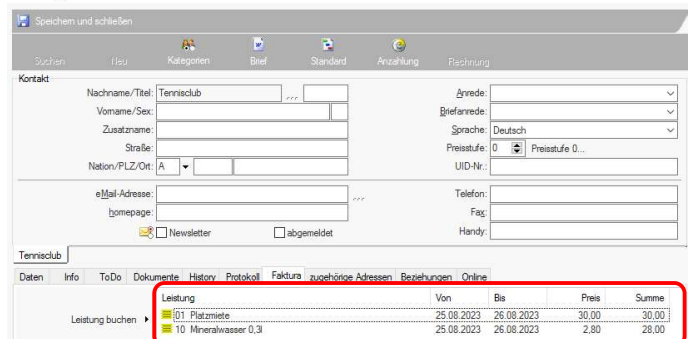 Speichern und schließen
Suchen Neu Kategorien Brief Standard Anzahlung Rechnung
Kontakt
Nachname/Titel: Tennisclub ,,, Anrede:
Vorname/Sex: Briefanrede:
Zusatzname: Sprache: Deutsch
Straße: Preisstufe: 0 Preisstufe 0...
Nation/PLZ/Ort: A UID-Nr.:
eMail-Adresse: ,,, Telefon:
homepage: Fax:
Newsletter abgemeldet Handy:
Tennisclub
Daten Info ToDo Dokumente History Protokoll Faktura zugehörige Adressen Beziehungen Online
Leistung Von Bis Preis Summe
Leistung buchen 01 Platzmiete 25.08.2023 26.08.2023 30,00 30,00
10 Mineralwasser 0,3l 25.08.2023 26.08.2023 2,80 28,00